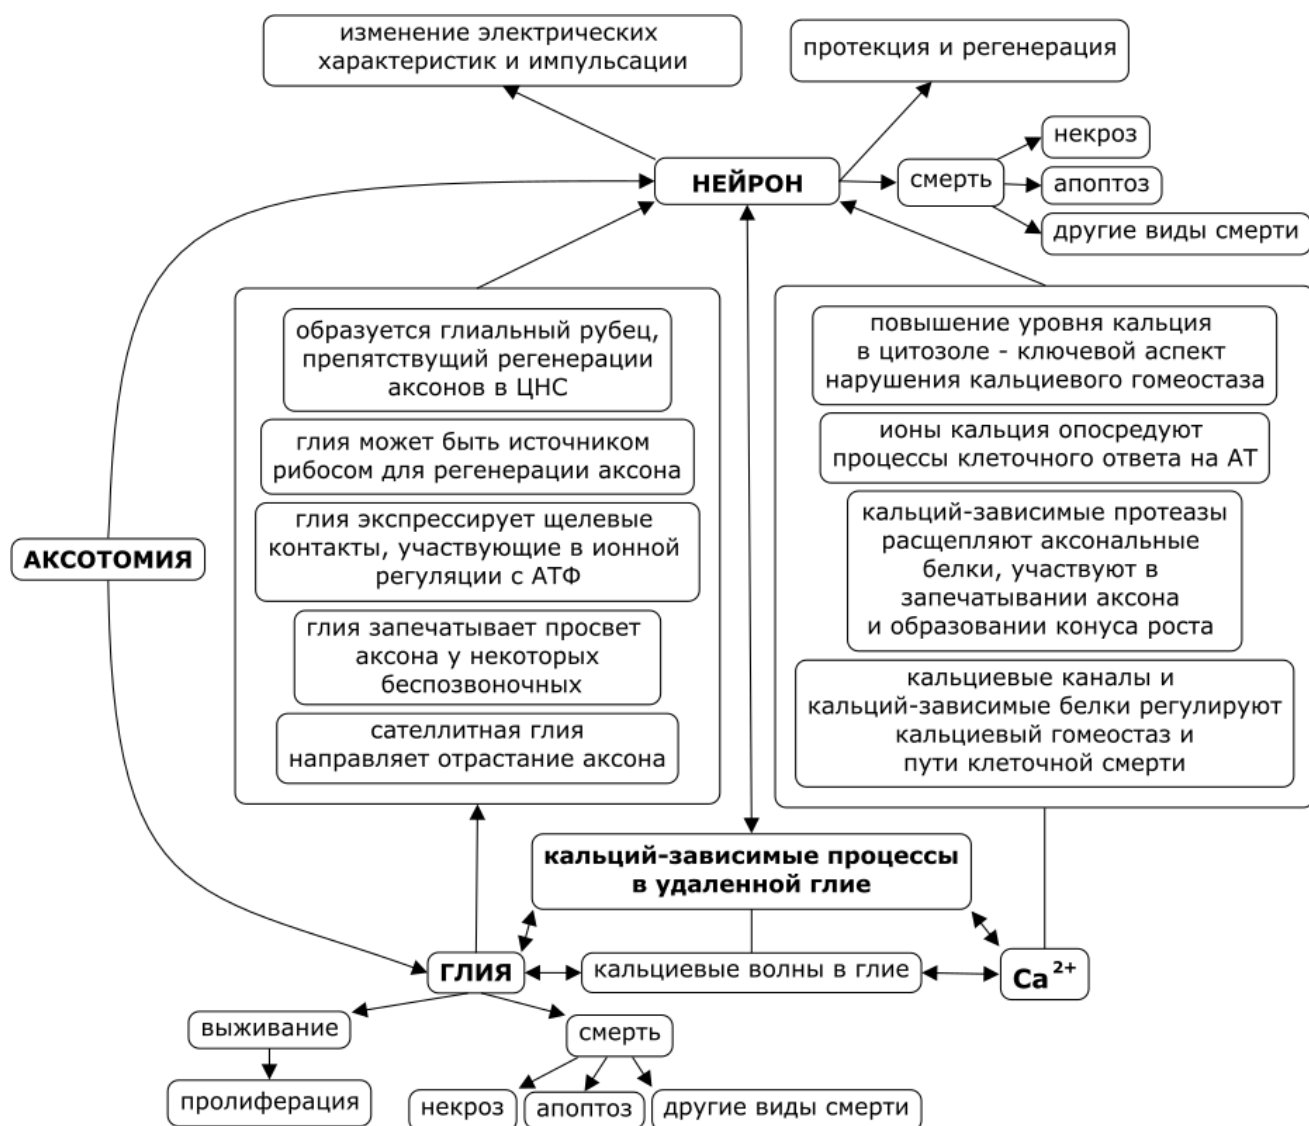 изменение электрических
характеристик и импульсации
протекция и регенерация
некроз
НЕЙРОН
смерть
апоптоз
другие виды смерти
образуется глиальный рубец,
препятствущий регенерации
аксонов в ЦНС
глия может быть источником
рибосом для регенерации аксона
глия экспрессирует щелевые
контакты, участвующие в ионной
регуляции с АТФ
глия запечатывает просвет
аксона у некоторых
беспозвоночных
сателлитная глия
направляет отрастание аксона
повышение уровня кальция
в цитозоле - ключевой аспект
нарушения кальциевого гомеостаза
ионы кальция опосредуют
процессы клеточного ответа на АТ
кальций-зависимые протеазы
расщепляют аксональные
белки, участвуют в
запечатывании аксона
и образовании конуса роста
кальциевые каналы и
кальций-зависимые белки регулируют
кальциевый гомеостаз и
пути клеточной смерти
АКСОТОМИЯ
кальций-зависимые процессы
в удаленной глие
ГЛИЯ
кальциевые волны в глие
Ca²⁺
выживание
смерть
пролиферация
некроз
апоптоз
другие виды смерти